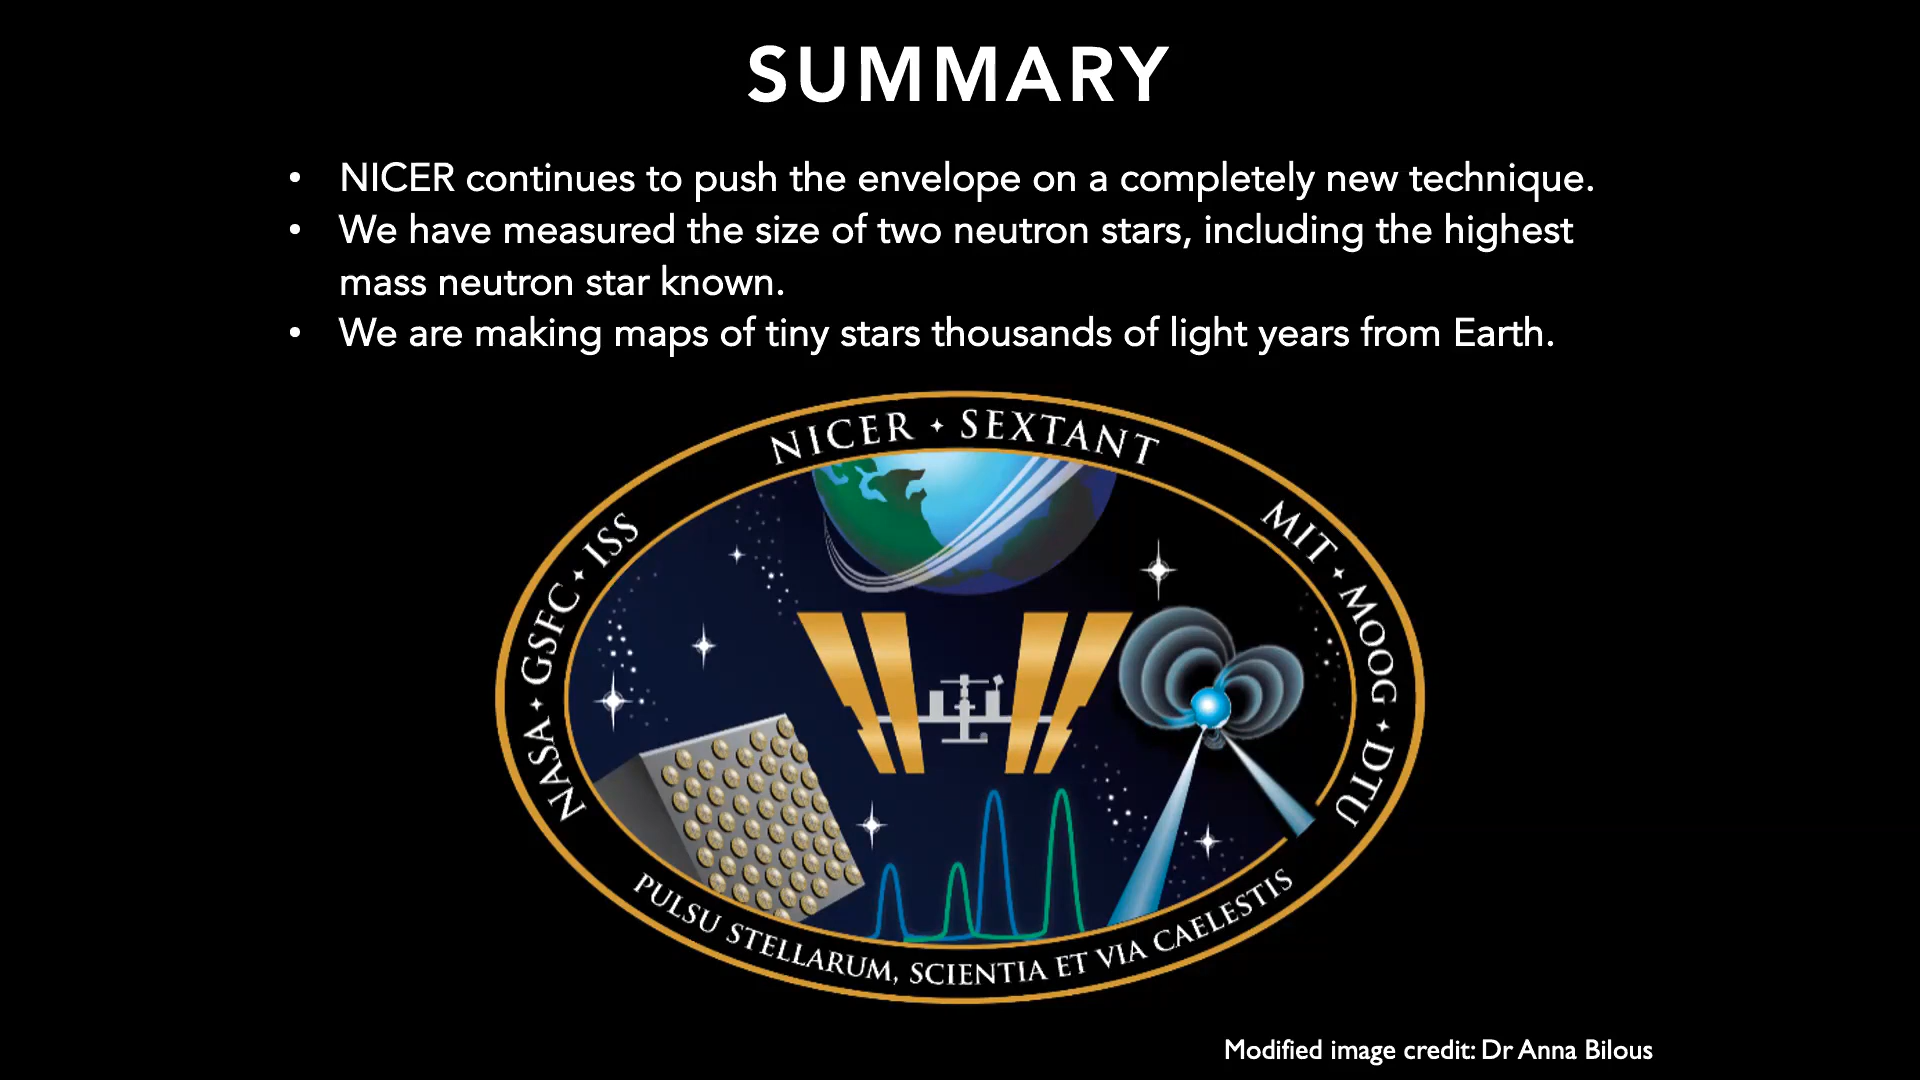 SUMMARY
• NICER continues to push the envelope on a completely new technique.
• We have measured the size of two neutron stars, including the highest
mass neutron star known.
• We are making maps of tiny stars thousands of light years from Earth.
NICER ✦ SEXTANT
NASA ✦ GSFC ✦ ISS
MIT ✦ MOOG ✦ DTU
PULSU STELLARUM, SCIENTIA ET VIA CAELESTIS
Modified image credit: Dr Anna Bilous